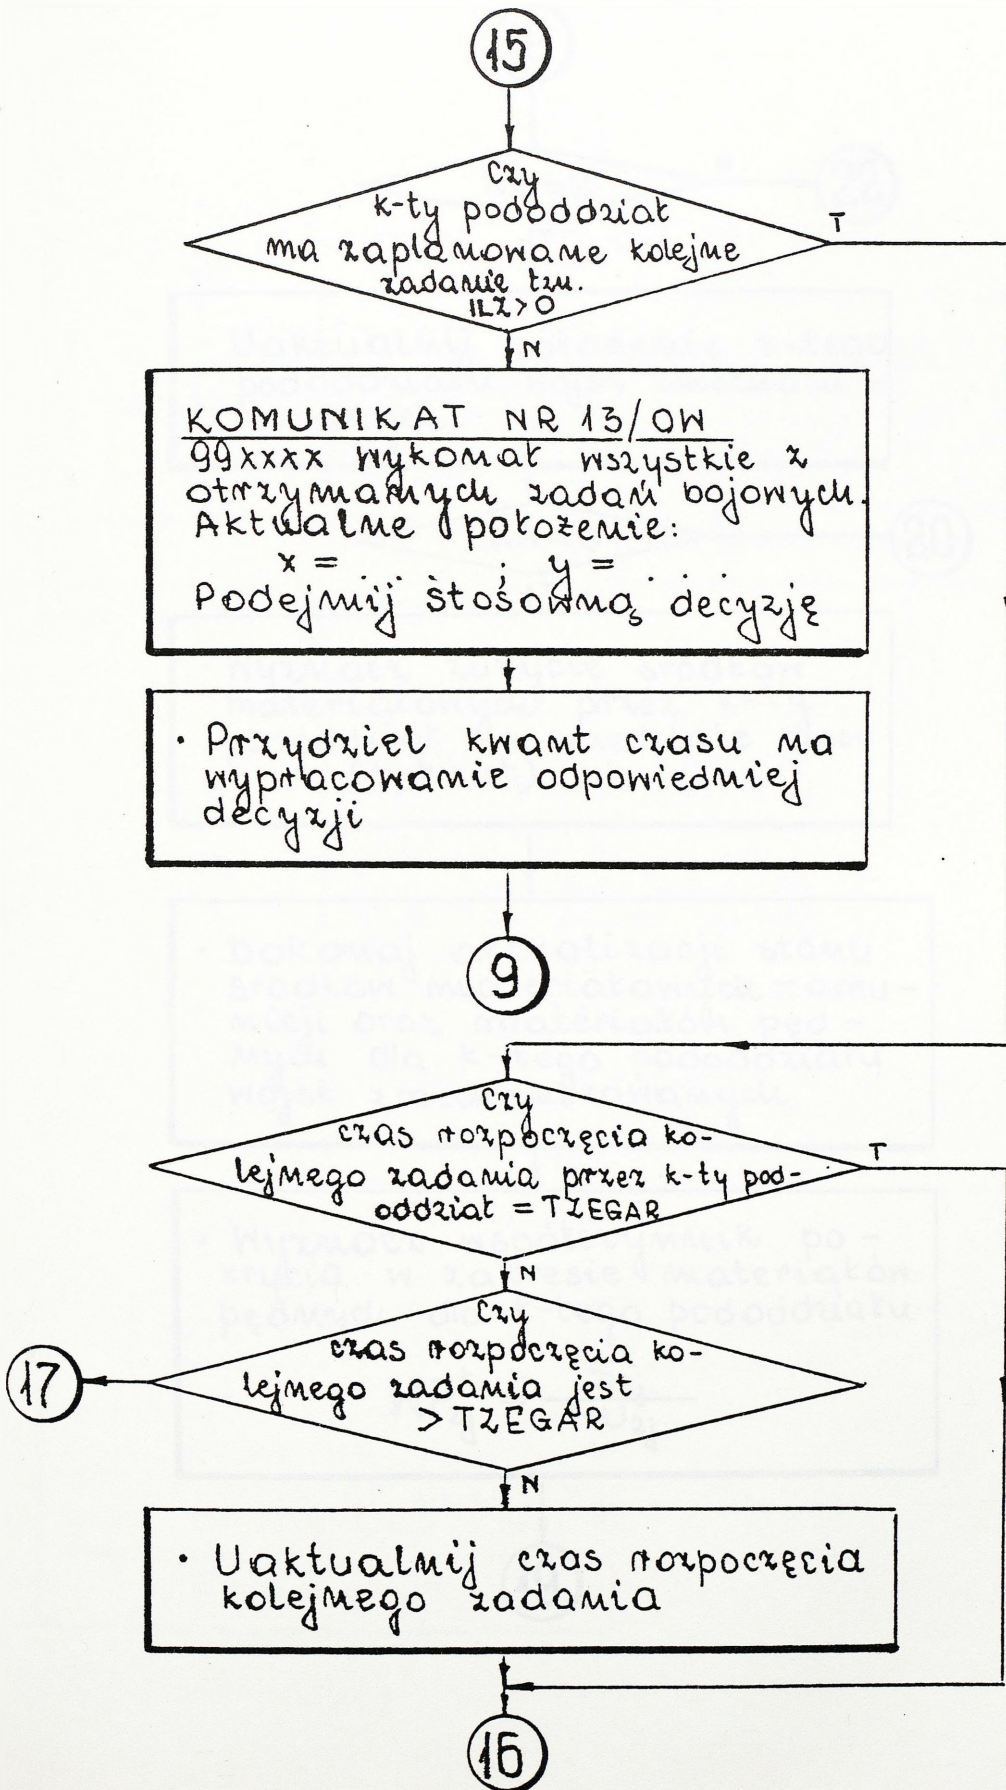 15
Czy
k-ty pododdział
T
ma zaplanowane kolejne
zadanie tzn.
ILZ > 0
N
KOMUNIKAT NR 13/OW
99xxxx wykonał wszystkie z
otrzymanych zadań bojowych.
Aktualne położenie:
x = . . . ; y = . . .
Podejmij stosowną decyzję
· Przydziel kwant czasu na
wypracowanie odpowiedniej
decyzji
9
Czy
czas rozpoczęcia ko-
T
lejnego zadania przez k-ty pod-
oddział = TZEGAR
N
Czy
czas rozpoczęcia ko-
17
lejnego zadania jest
> TZEGAR
N
· Uaktualnij czas rozpoczęcia
kolejnego zadania
16